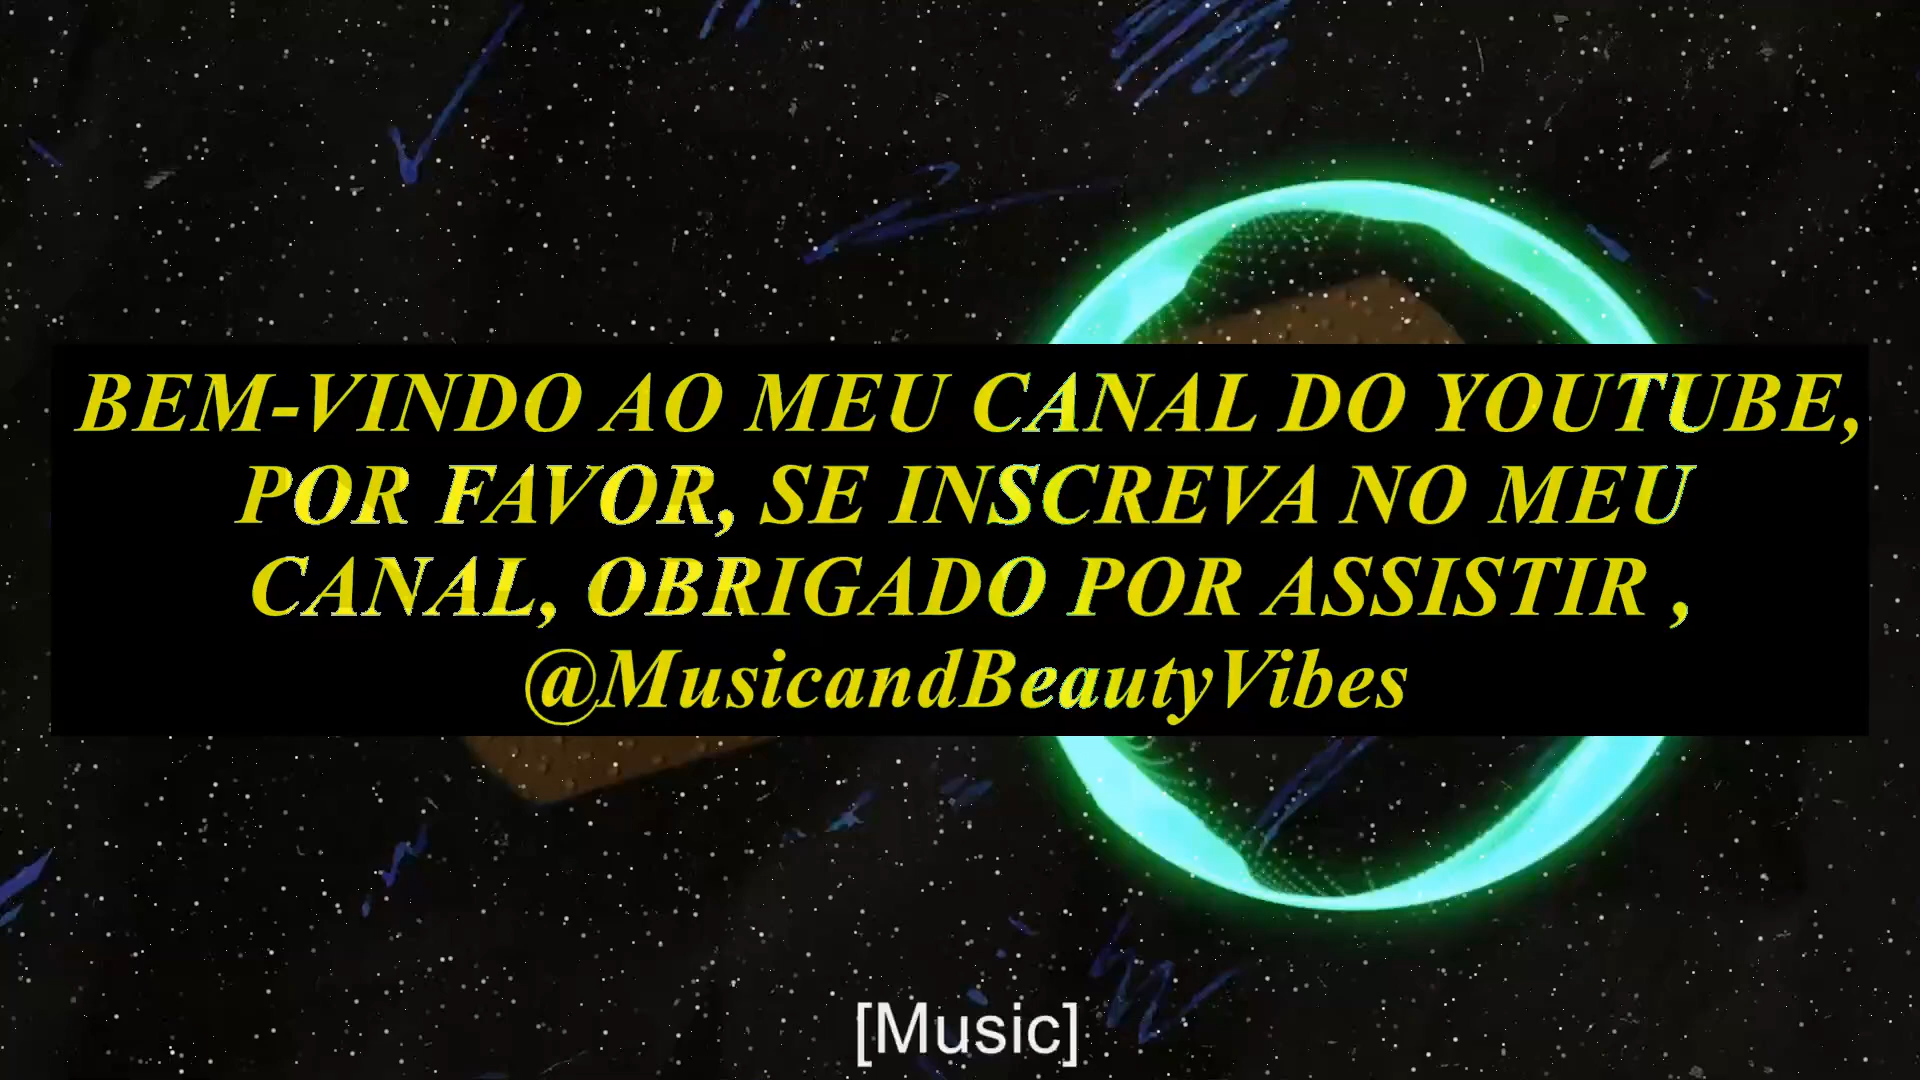 BEM-VINDO AO MEU CANAL DO YOUTUBE,
POR FAVOR, SE INSCREVA NO MEU
CANAL, OBRIGADO POR ASSISTIR ,
@MusicandBeautyVibes
[Music]